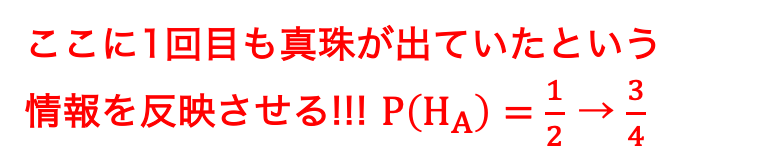 ここに1回目も真珠が出ていたという
情報を反映させる!!! P(H_A) = 1/2 → 3/4